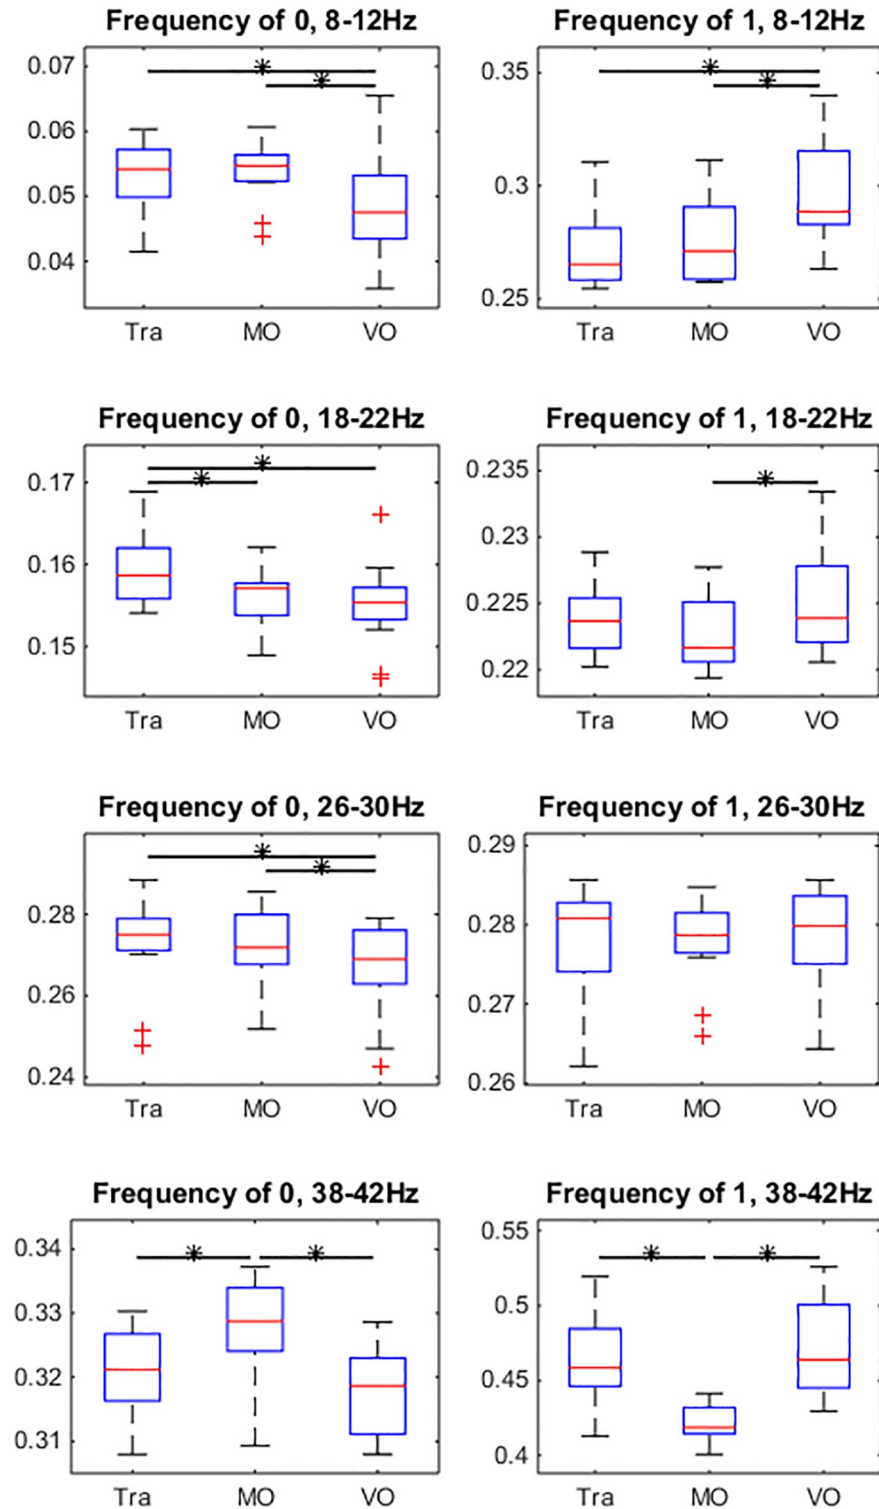 Frequency of 0, 8-12Hz
0.07
0.06
0.05
0.04
Tra MO VO
Frequency of 1, 8-12Hz
0.35
0.3
0.25
Tra MO VO
Frequency of 0, 18-22Hz
0.17
0.16
0.15
Tra MO VO
Frequency of 1, 18-22Hz
0.235
0.23
0.225
0.22
Tra MO VO
Frequency of 0, 26-30Hz
0.28
0.26
0.24
Tra MO VO
Frequency of 1, 26-30Hz
0.29
0.28
0.27
0.26
Tra MO VO
Frequency of 0, 38-42Hz
0.34
0.33
0.32
0.31
Tra MO VO
Frequency of 1, 38-42Hz
0.55
0.5
0.45
0.4
Tra MO VO